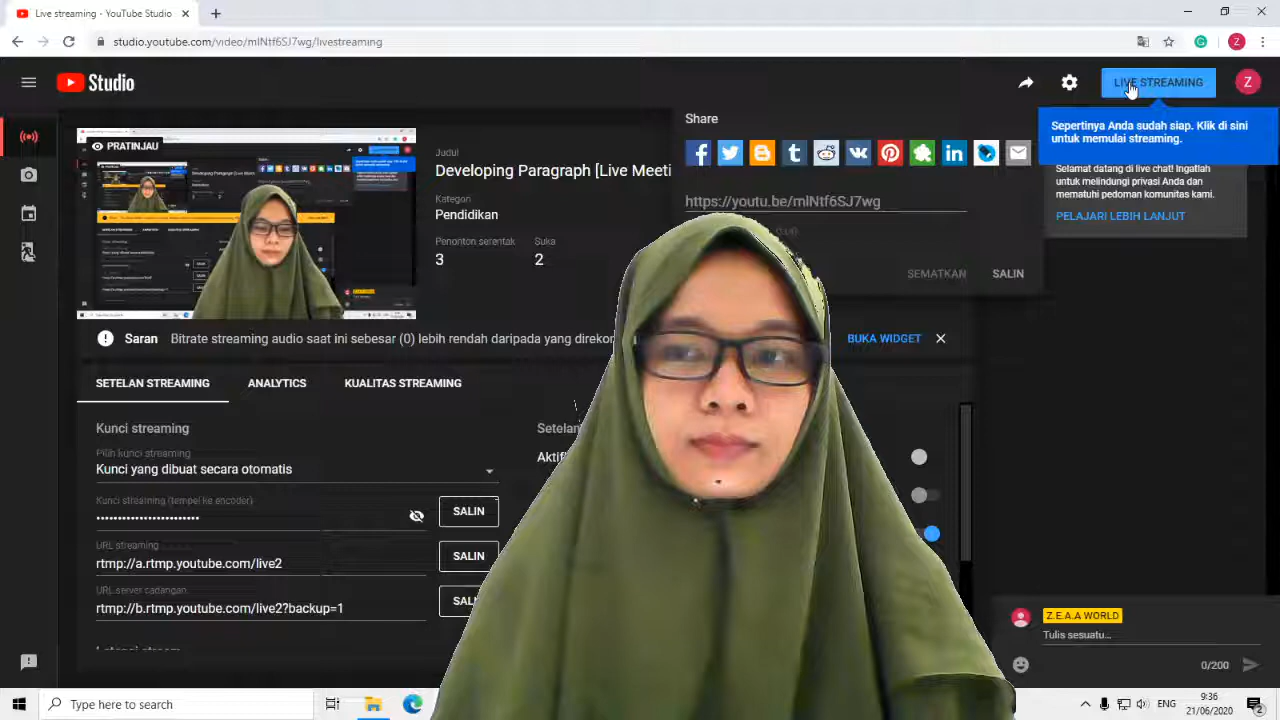 Live streaming - YouTube Studio
studio.youtube.com/video/mlNtf6SJ7wg/livestreaming
Studio
LIVE STREAMING
Z
Sepertinya Anda sudah siap. Klik di sini
untuk memulai streaming.
PRATINJAU
Judul
Developing Paragraph [Live Meeti
Kategori
Pendidikan
Penonton serentak
Suka
3
2
Share
https://youtu.be/mlNtf6SJ7wg
SEMATKAN
SALIN
Selamat datang di live chat! Ingatlah
untuk melindungi privasi Anda dan
mematuhi pedoman komunitas kami.
PELAJARI LEBIH LANJUT
Saran
Bitrate streaming audio saat ini sebesar (0) lebih rendah daripada yang direkor
BUKA WIDGET
SETELAN STREAMING
ANALYTICS
KUALITAS STREAMING
Kunci streaming
Pilih kunci streaming
Kunci yang dibuat secara otomatis
Kunci streaming (tempel ke encoder)
SALIN
URL streaming
rtmp://a.rtmp.youtube.com/live2
SALIN
URL server cadangan
rtmp://b.rtmp.youtube.com/live2?backup=1
SAL
Setelan
Aktif
Z.E.A.A WORLD
Tulis sesuatu...
0/200
Type here to search
ENG
9:36
21/06/2020